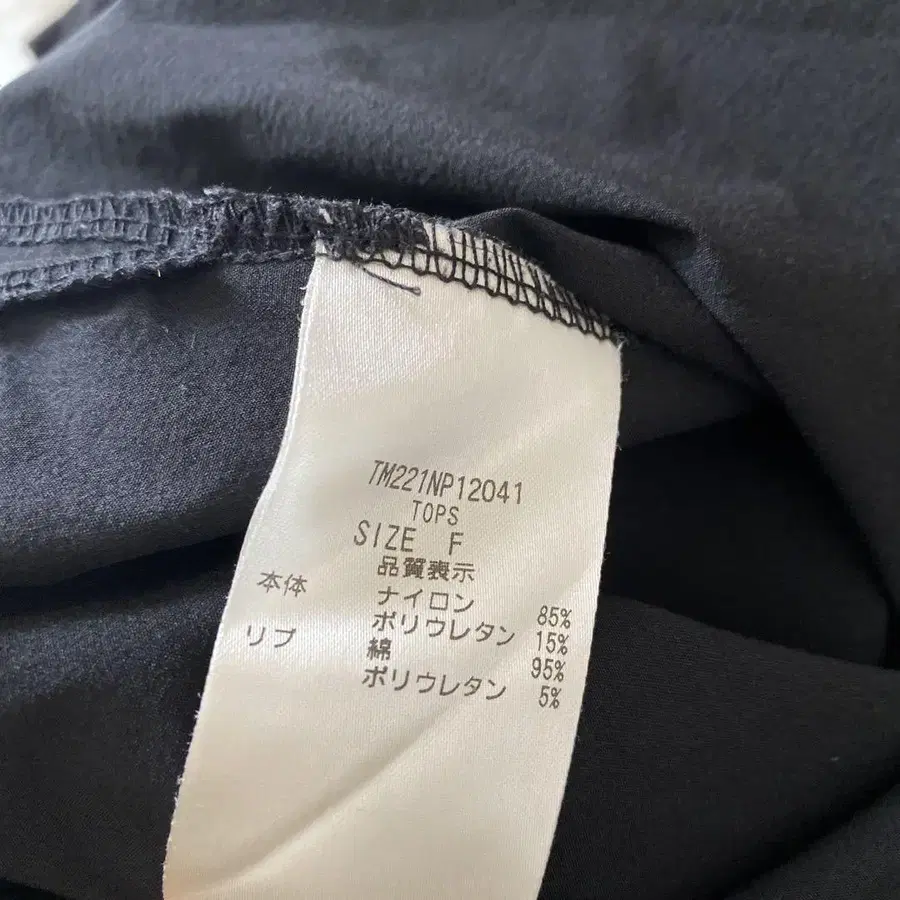 TM221NP12041
TOPS
SIZE F
品質表示
本体 ナイロン 85%
ポリウレタン 15%
リブ 綿 95%
ポリウレタン 5%